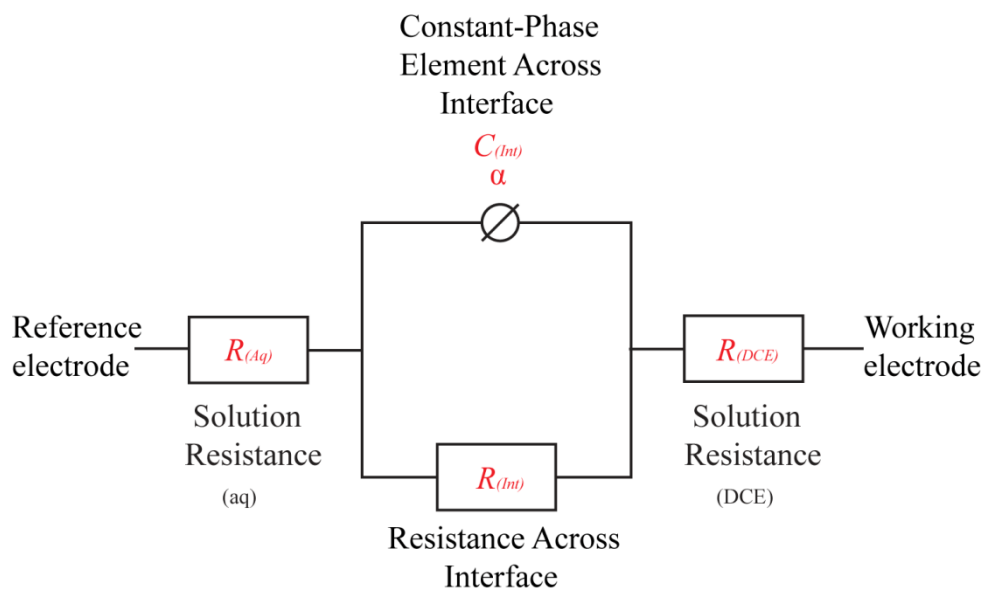 Constant-Phase
Element Across
Interface
C(Int)
α
Reference
electrode
R(Aq)
Solution
Resistance
(aq)
R(Int)
Resistance Across
Interface
R(DCE)
Solution
Resistance
(DCE)
Working
electrode